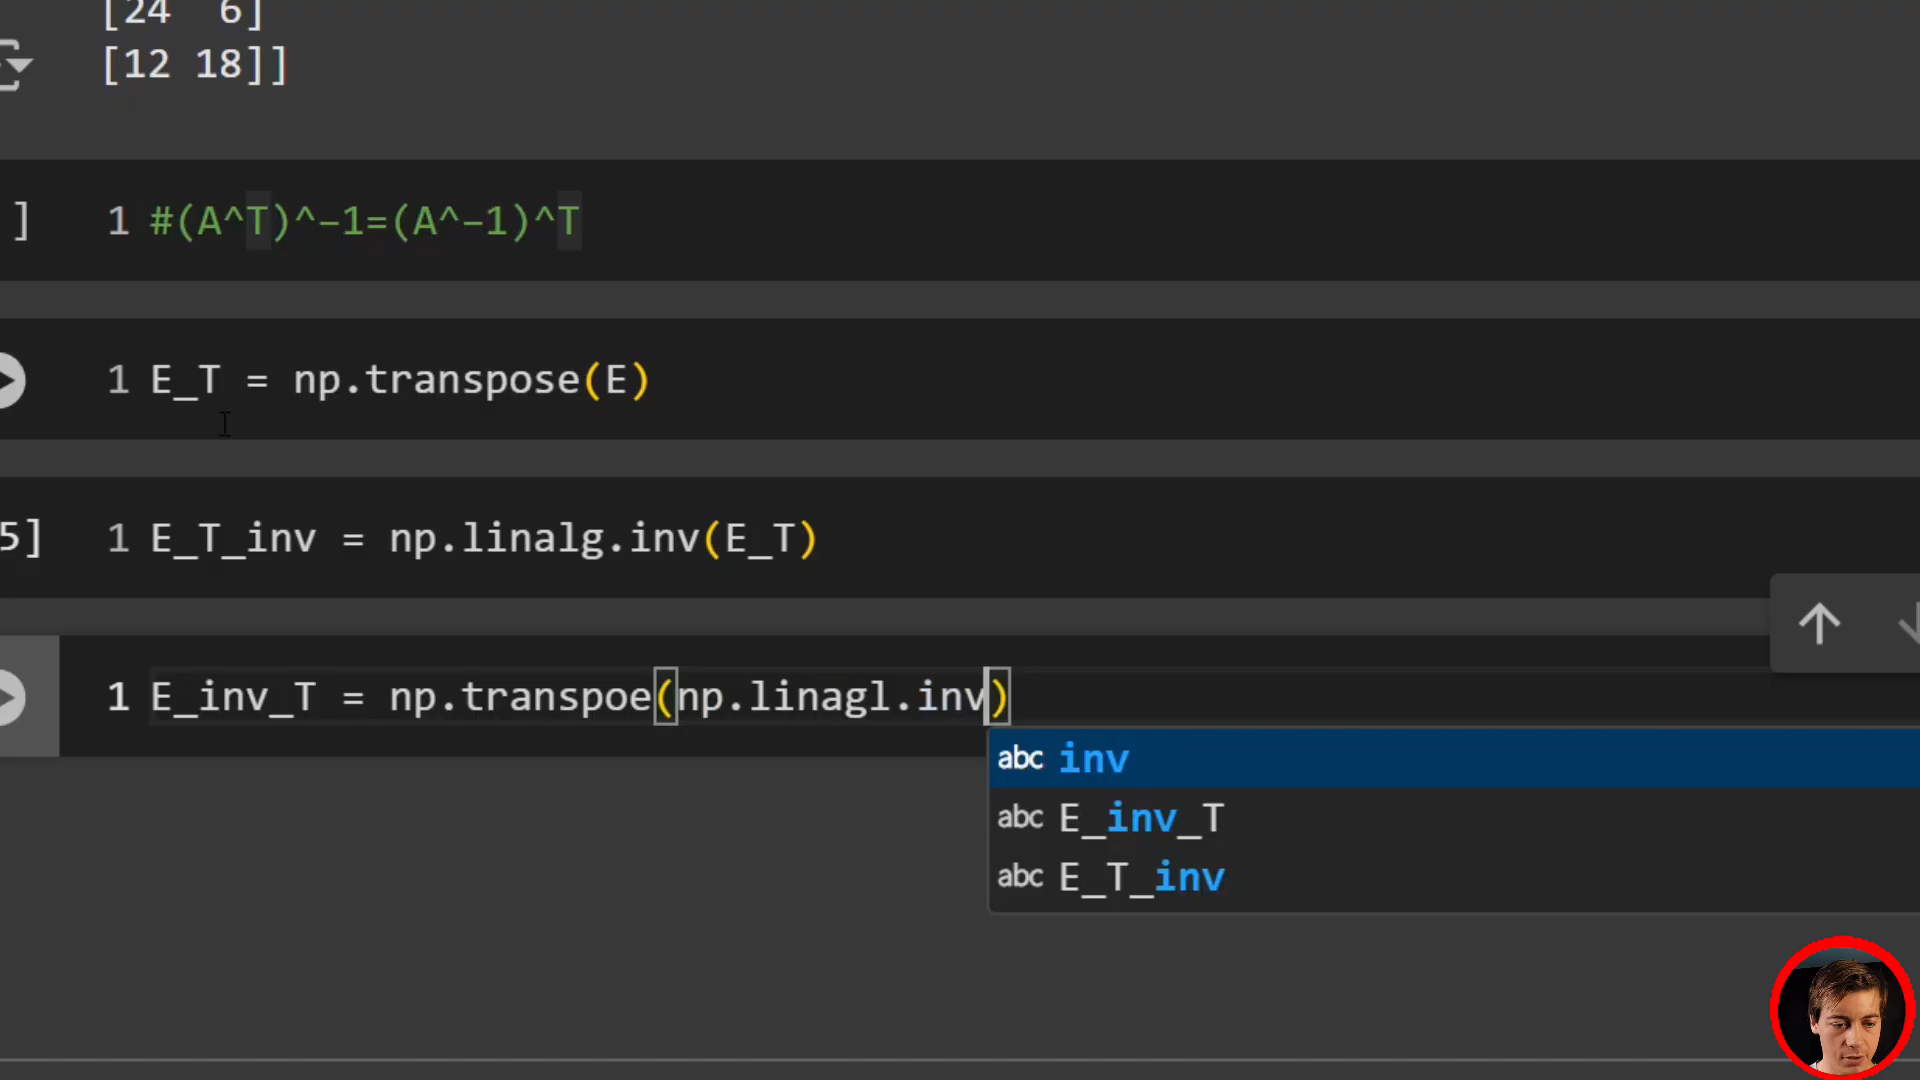 [24  6]
[12 18]]
]
1 #(A^T)^-1=(A^-1)^T
1 E_T = np.transpose(E)
5]
1 E_T_inv = np.linalg.inv(E_T)
1 E_inv_T = np.transpoe(np.linagl.inv)
abc inv
abc E_inv_T
abc E_T_inv